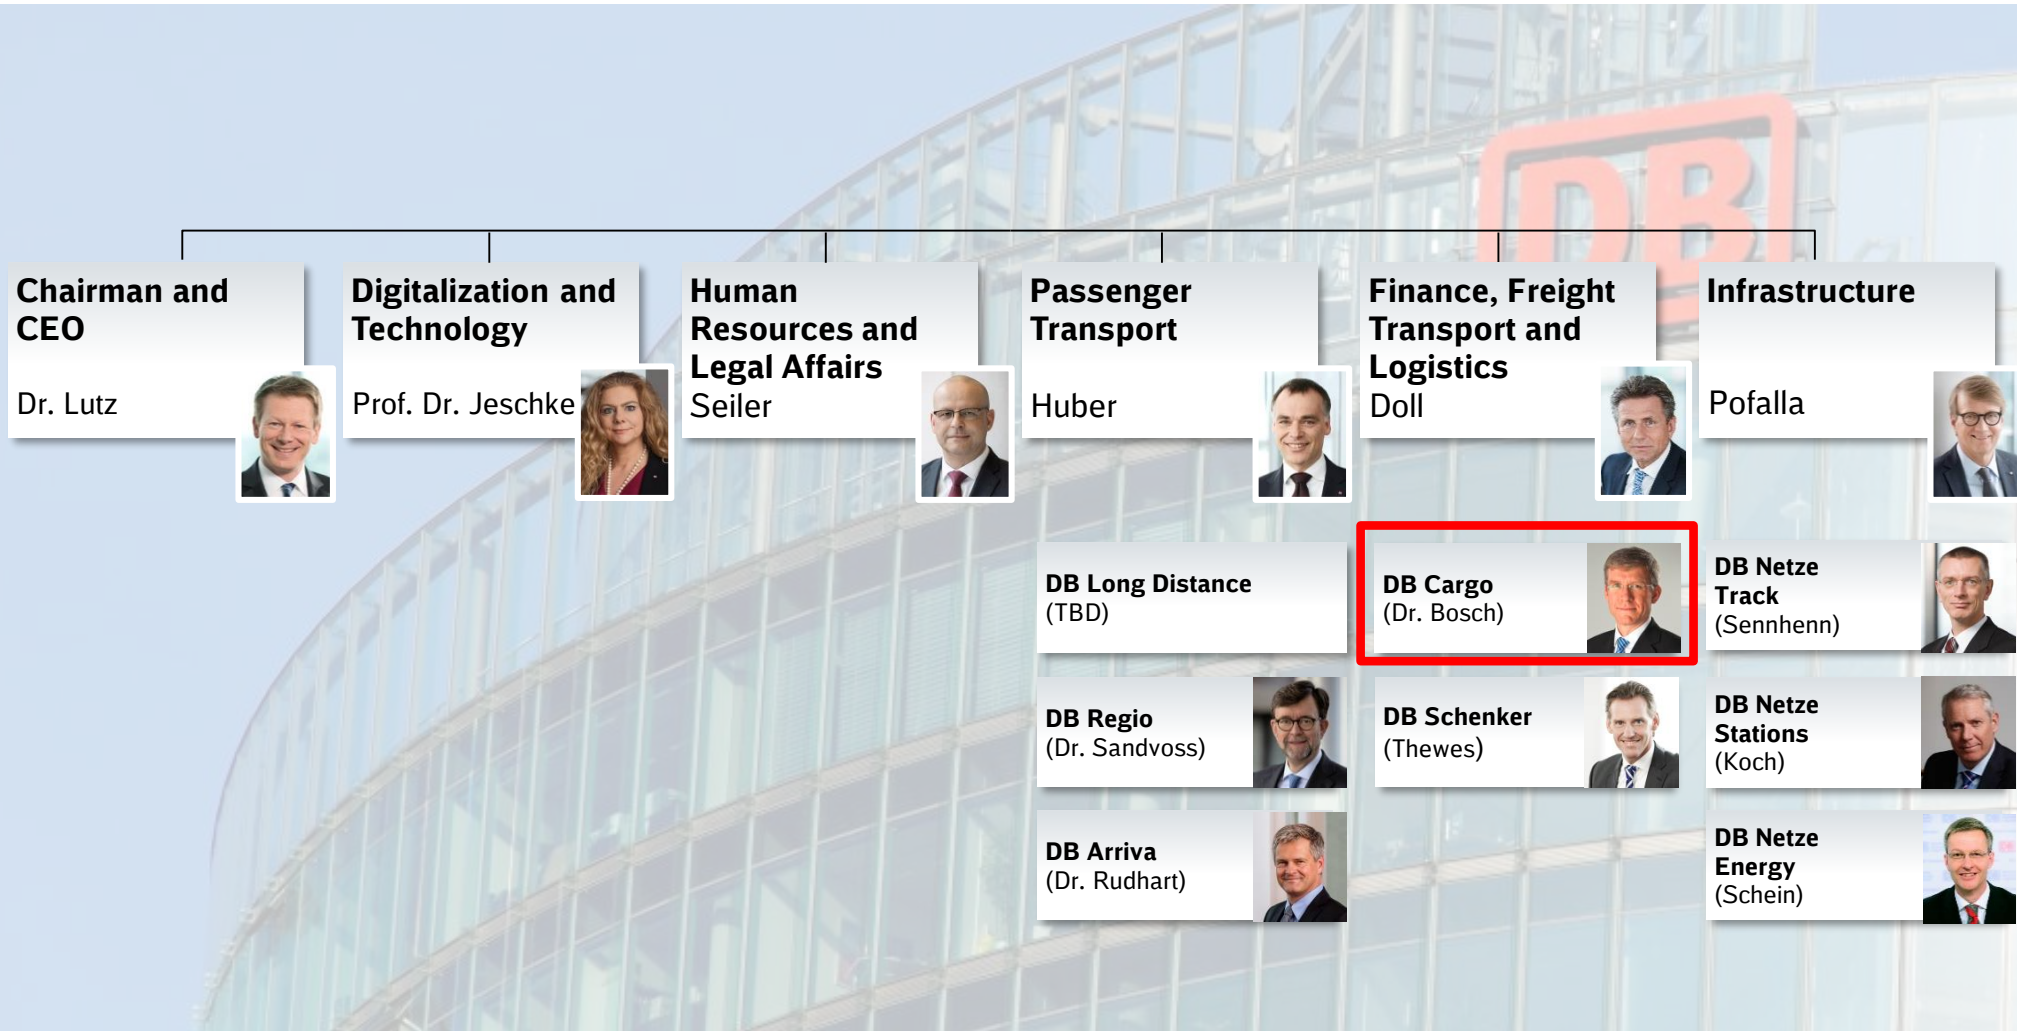 DB
Chairman and
CEO
Dr. Lutz
Digitalization and
Technology
Prof. Dr. Jeschke
Human
Resources and
Legal Affairs
Seiler
Passenger
Transport
Huber
Finance, Freight
Transport and
Logistics
Doll
Infrastructure
Pofalla
DB Long Distance
(TBD)
DB Regio
(Dr. Sandvoss)
DB Arriva
(Dr. Rudhart)
DB Cargo
(Dr. Bosch)
DB Schenker
(Thewes)
DB Netze
Track
(Sennhenn)
DB Netze
Stations
(Koch)
DB Netze
Energy
(Schein)